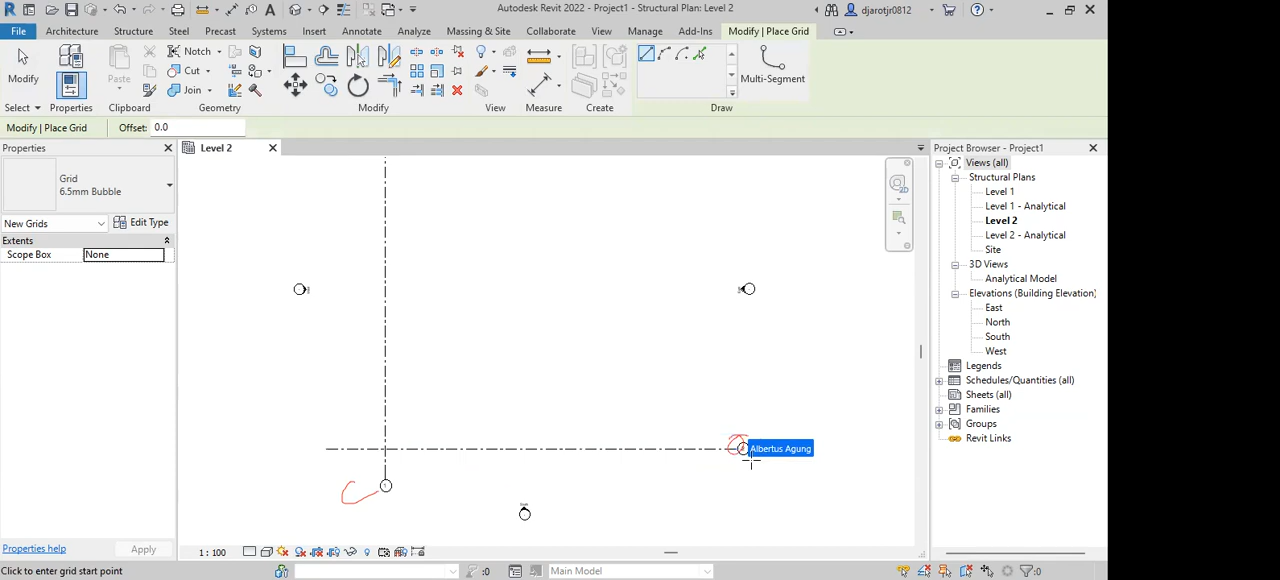 Autodesk Revit 2022 - Project1 - Structural Plan: Level 2
djarotjr0812
File
Architecture
Structure
Steel
Precast
Systems
Insert
Annotate
Analyze
Massing & Site
Collaborate
View
Manage
Add-Ins
Modify | Place Grid
Modify
Paste
Notch
Cut
Join
Multi-Segment
Select
Properties
Clipboard
Geometry
Modify
View
Measure
Create
Draw
Modify | Place Grid
Offset: 0.0
Properties
Grid
6.5mm Bubble
New Grids
Edit Type
Extents
Scope Box
None
Properties help
Apply
Level 2
2D
Albertus Agung
1 : 100
Project Browser - Project1
Views (all)
Structural Plans
Level 1
Level 1 - Analytical
Level 2
Level 2 - Analytical
Site
3D Views
Analytical Model
Elevations (Building Elevation)
East
North
South
West
Legends
Schedules/Quantities (all)
Sheets (all)
Families
Groups
Revit Links
Click to enter grid start point
:0
Main Model
:0